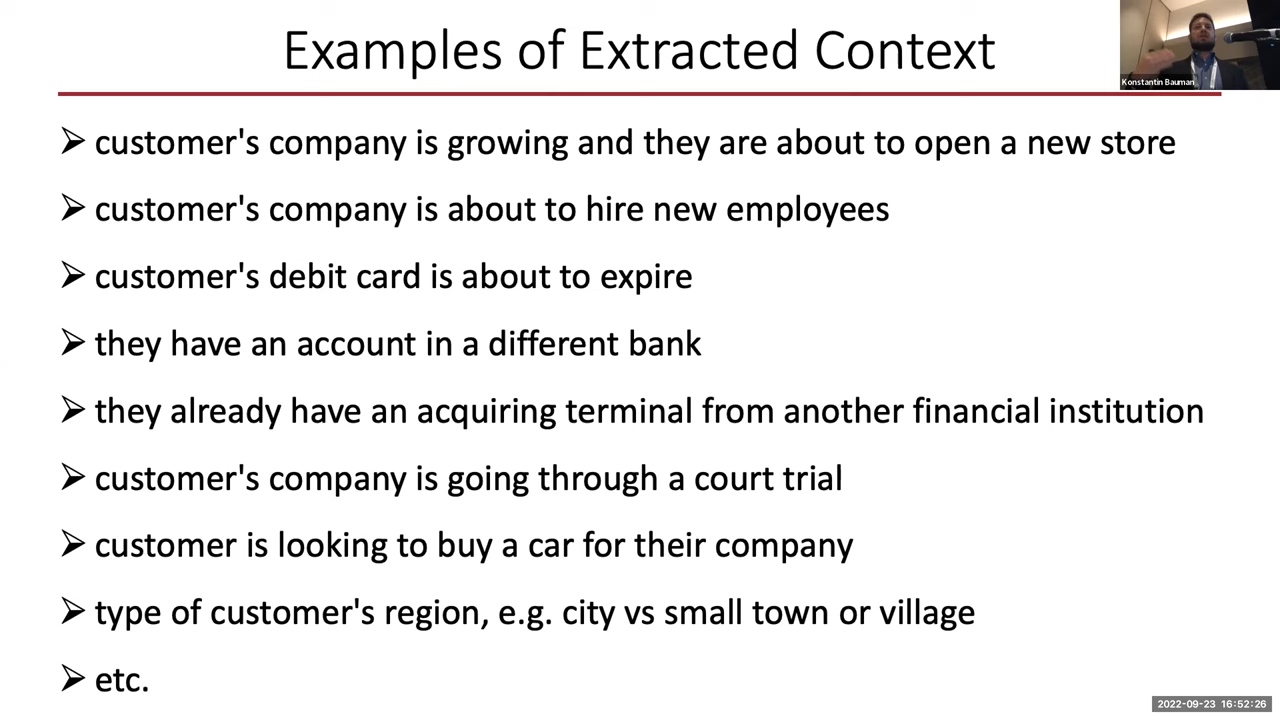 Examples of Extracted Context
Konstantin Bauman
➢ customer's company is growing and they are about to open a new store
➢ customer's company is about to hire new employees
➢ customer's debit card is about to expire
➢ they have an account in a different bank
➢ they already have an acquiring terminal from another financial institution
➢ customer's company is going through a court trial
➢ customer is looking to buy a car for their company
➢ type of customer's region, e.g. city vs small town or village
➢ etc.
2022-09-23 16:52:26